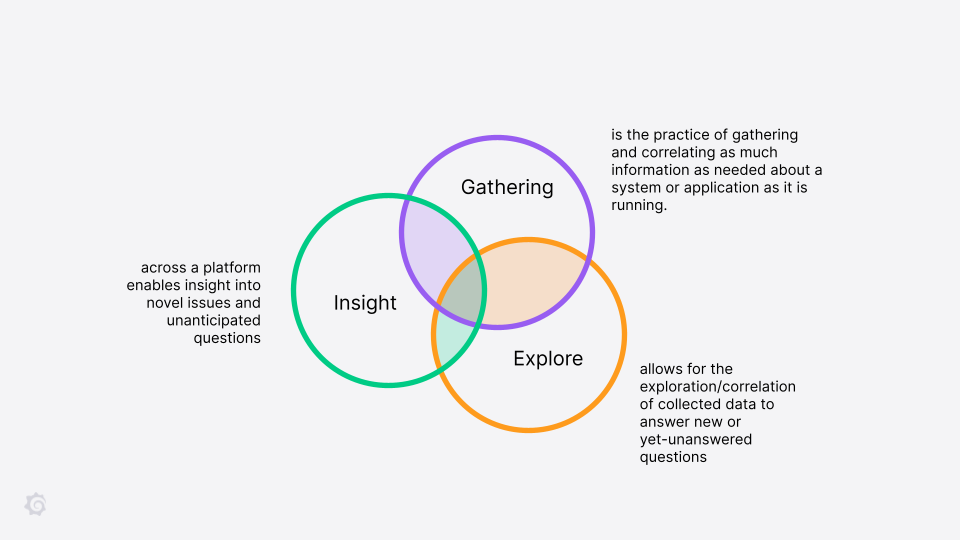 Gathering
is the practice of gathering
and correlating as much
information as needed about a
system or application as it is
running.
Insight
across a platform
enables insight into
novel issues and
unanticipated
questions
Explore
allows for the
exploration/correlation
of collected data to
answer new or
yet-unanswered
questions